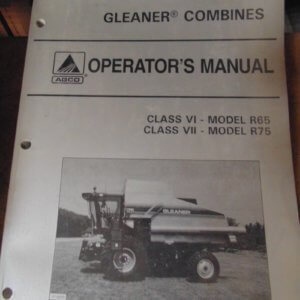 GLEANER® COMBINES
AGCO
OPERATOR'S MANUAL
CLASS VI - MODEL R65
CLASS VII - MODEL R75
GLEANER